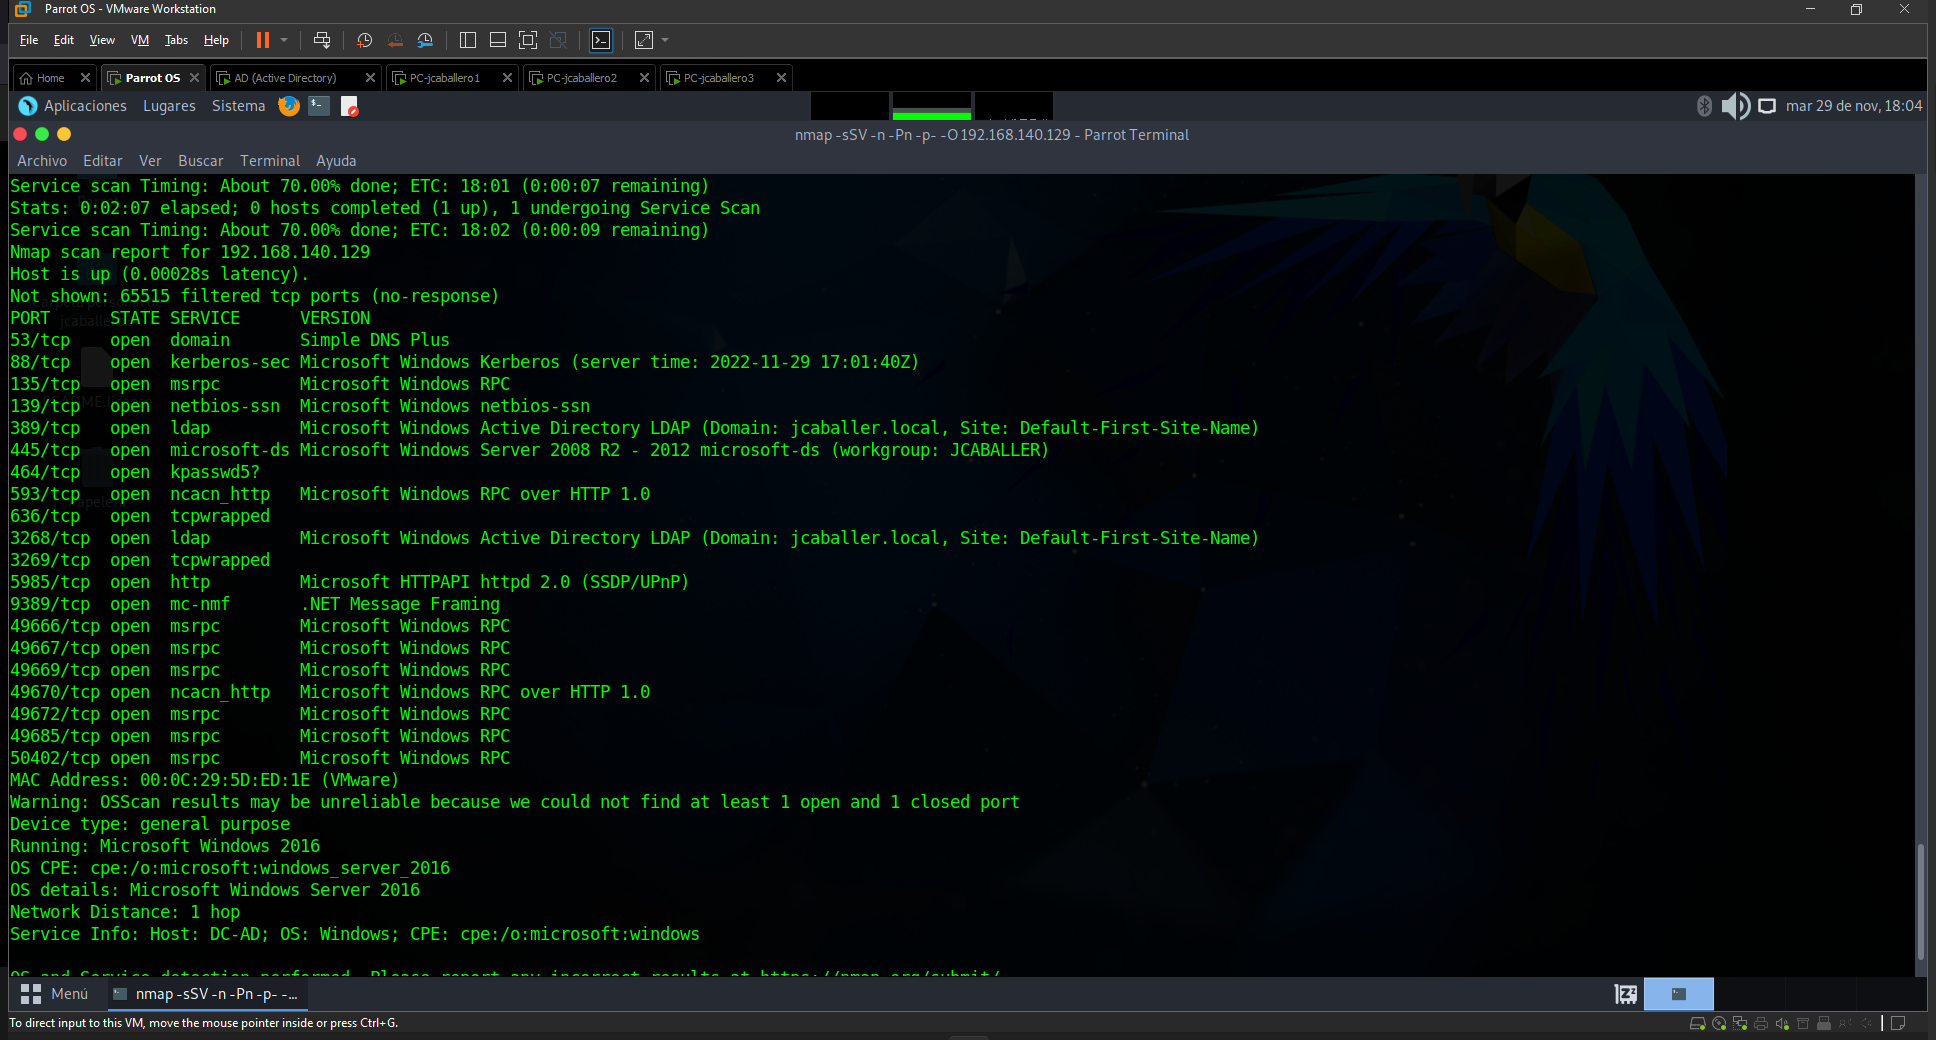 Parrot OS - VMware Workstation
File Edit View VM Tabs Help
Home Parrot OS AD (Active Directory) PC-jcaballero1 PC-jcaballero2 PC-jcaballero3
Aplicaciones Lugares Sistema mar 29 de nov, 18:04
nmap -sSV -n -Pn -p- -O 192.168.140.129 - Parrot Terminal
Archivo Editar Ver Buscar Terminal Ayuda
Service scan Timing: About 70.00% done; ETC: 18:01 (0:00:07 remaining)
Stats: 0:02:07 elapsed; 0 hosts completed (1 up), 1 undergoing Service Scan
Service scan Timing: About 70.00% done; ETC: 18:02 (0:00:09 remaining)
Nmap scan report for 192.168.140.129
Host is up (0.00028s latency).
Not shown: 65515 filtered tcp ports (no-response)
PORT STATE SERVICE VERSION
53/tcp open domain Simple DNS Plus
88/tcp open kerberos-sec Microsoft Windows Kerberos (server time: 2022-11-29 17:01:40Z)
135/tcp open msrpc Microsoft Windows RPC
139/tcp open netbios-ssn Microsoft Windows netbios-ssn
389/tcp open ldap Microsoft Windows Active Directory LDAP (Domain: jcaballer.local, Site: Default-First-Site-Name)
445/tcp open microsoft-ds Microsoft Windows Server 2008 R2 - 2012 microsoft-ds (workgroup: JCABALLER)
464/tcp open kpasswd5?
593/tcp open ncacn_http Microsoft Windows RPC over HTTP 1.0
636/tcp open tcpwrapped
3268/tcp open ldap Microsoft Windows Active Directory LDAP (Domain: jcaballer.local, Site: Default-First-Site-Name)
3269/tcp open tcpwrapped
5985/tcp open http Microsoft HTTPAPI httpd 2.0 (SSDP/UPnP)
9389/tcp open mc-nmf .NET Message Framing
49666/tcp open msrpc Microsoft Windows RPC
49667/tcp open msrpc Microsoft Windows RPC
49669/tcp open msrpc Microsoft Windows RPC
49670/tcp open ncacn_http Microsoft Windows RPC over HTTP 1.0
49672/tcp open msrpc Microsoft Windows RPC
49685/tcp open msrpc Microsoft Windows RPC
50402/tcp open msrpc Microsoft Windows RPC
MAC Address: 00:0C:29:5D:ED:1E (VMware)
Warning: OSScan results may be unreliable because we could not find at least 1 open and 1 closed port
Device type: general purpose
Running: Microsoft Windows 2016
OS CPE: cpe:/o:microsoft:windows_server_2016
OS details: Microsoft Windows Server 2016
Network Distance: 1 hop
Service Info: Host: DC-AD; OS: Windows; CPE: cpe:/o:microsoft:windows
OS and Service detection performed. Please report any incorrect results at https://nmap.org/submit/
Menú nmap -sSV -n -Pn -p- -...
To direct input to this VM, move the mouse pointer inside or press Ctrl+G.